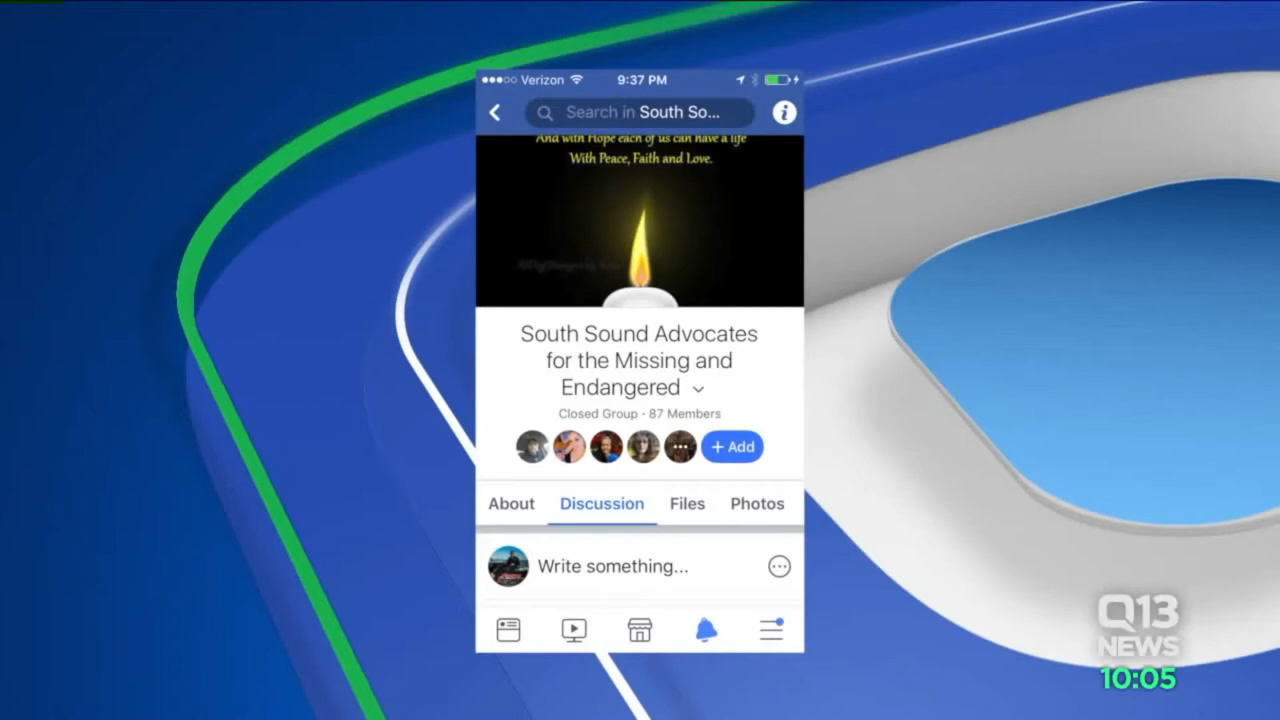 Verizon 9:37 PM
Search in South So...
And with Hope each of us can have a life
With Peace, Faith and Love.
South Sound Advocates
for the Missing and
Endangered
Closed Group · 87 Members
+ Add
About Discussion Files Photos
Write something...
Q13
NEWS
10:05